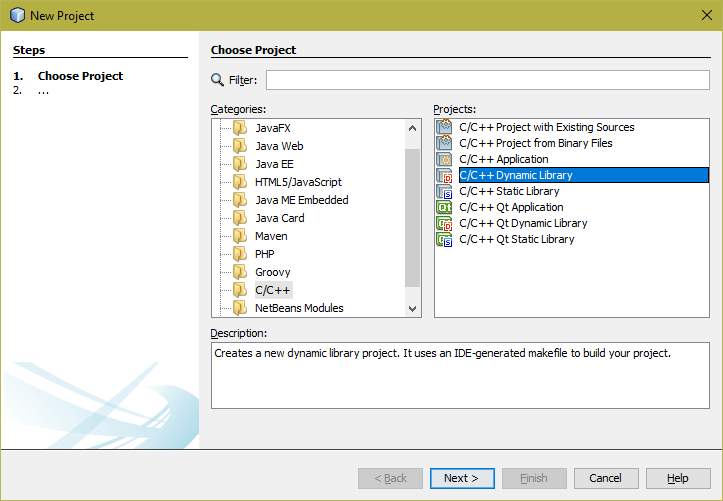 New Project
Steps
1. Choose Project
2. ...
Choose Project
Filter:
Categories:
JavaFX
Java Web
Java EE
HTML5/JavaScript
Java ME Embedded
Java Card
Maven
PHP
Groovy
C/C++
NetBeans Modules
Projects:
C/C++ Project with Existing Sources
C/C++ Project from Binary Files
C/C++ Application
C/C++ Dynamic Library
C/C++ Static Library
C/C++ Qt Application
C/C++ Qt Dynamic Library
C/C++ Qt Static Library
Description:
Creates a new dynamic library project. It uses an IDE-generated makefile to build your project.
< Back
Next >
Finish
Cancel
Help